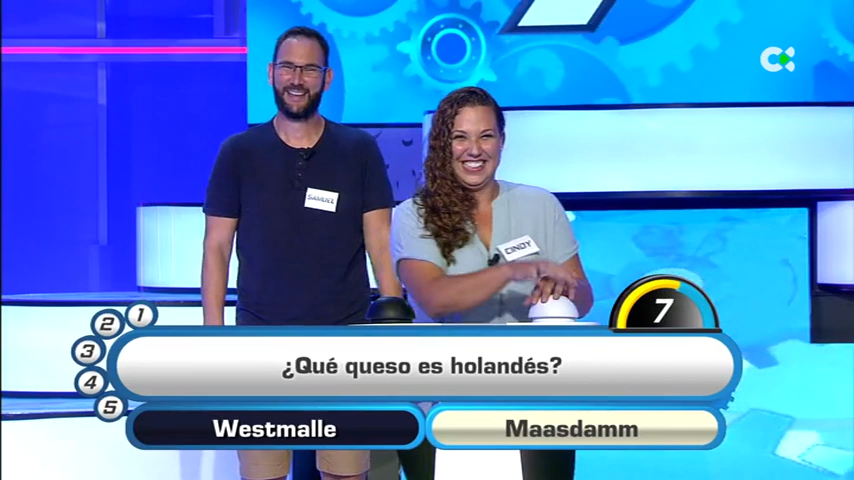 SAMUEL
CINDY
7
1
2
3
4
5
¿Qué queso es holandés?
Westmalle
Maasdamm